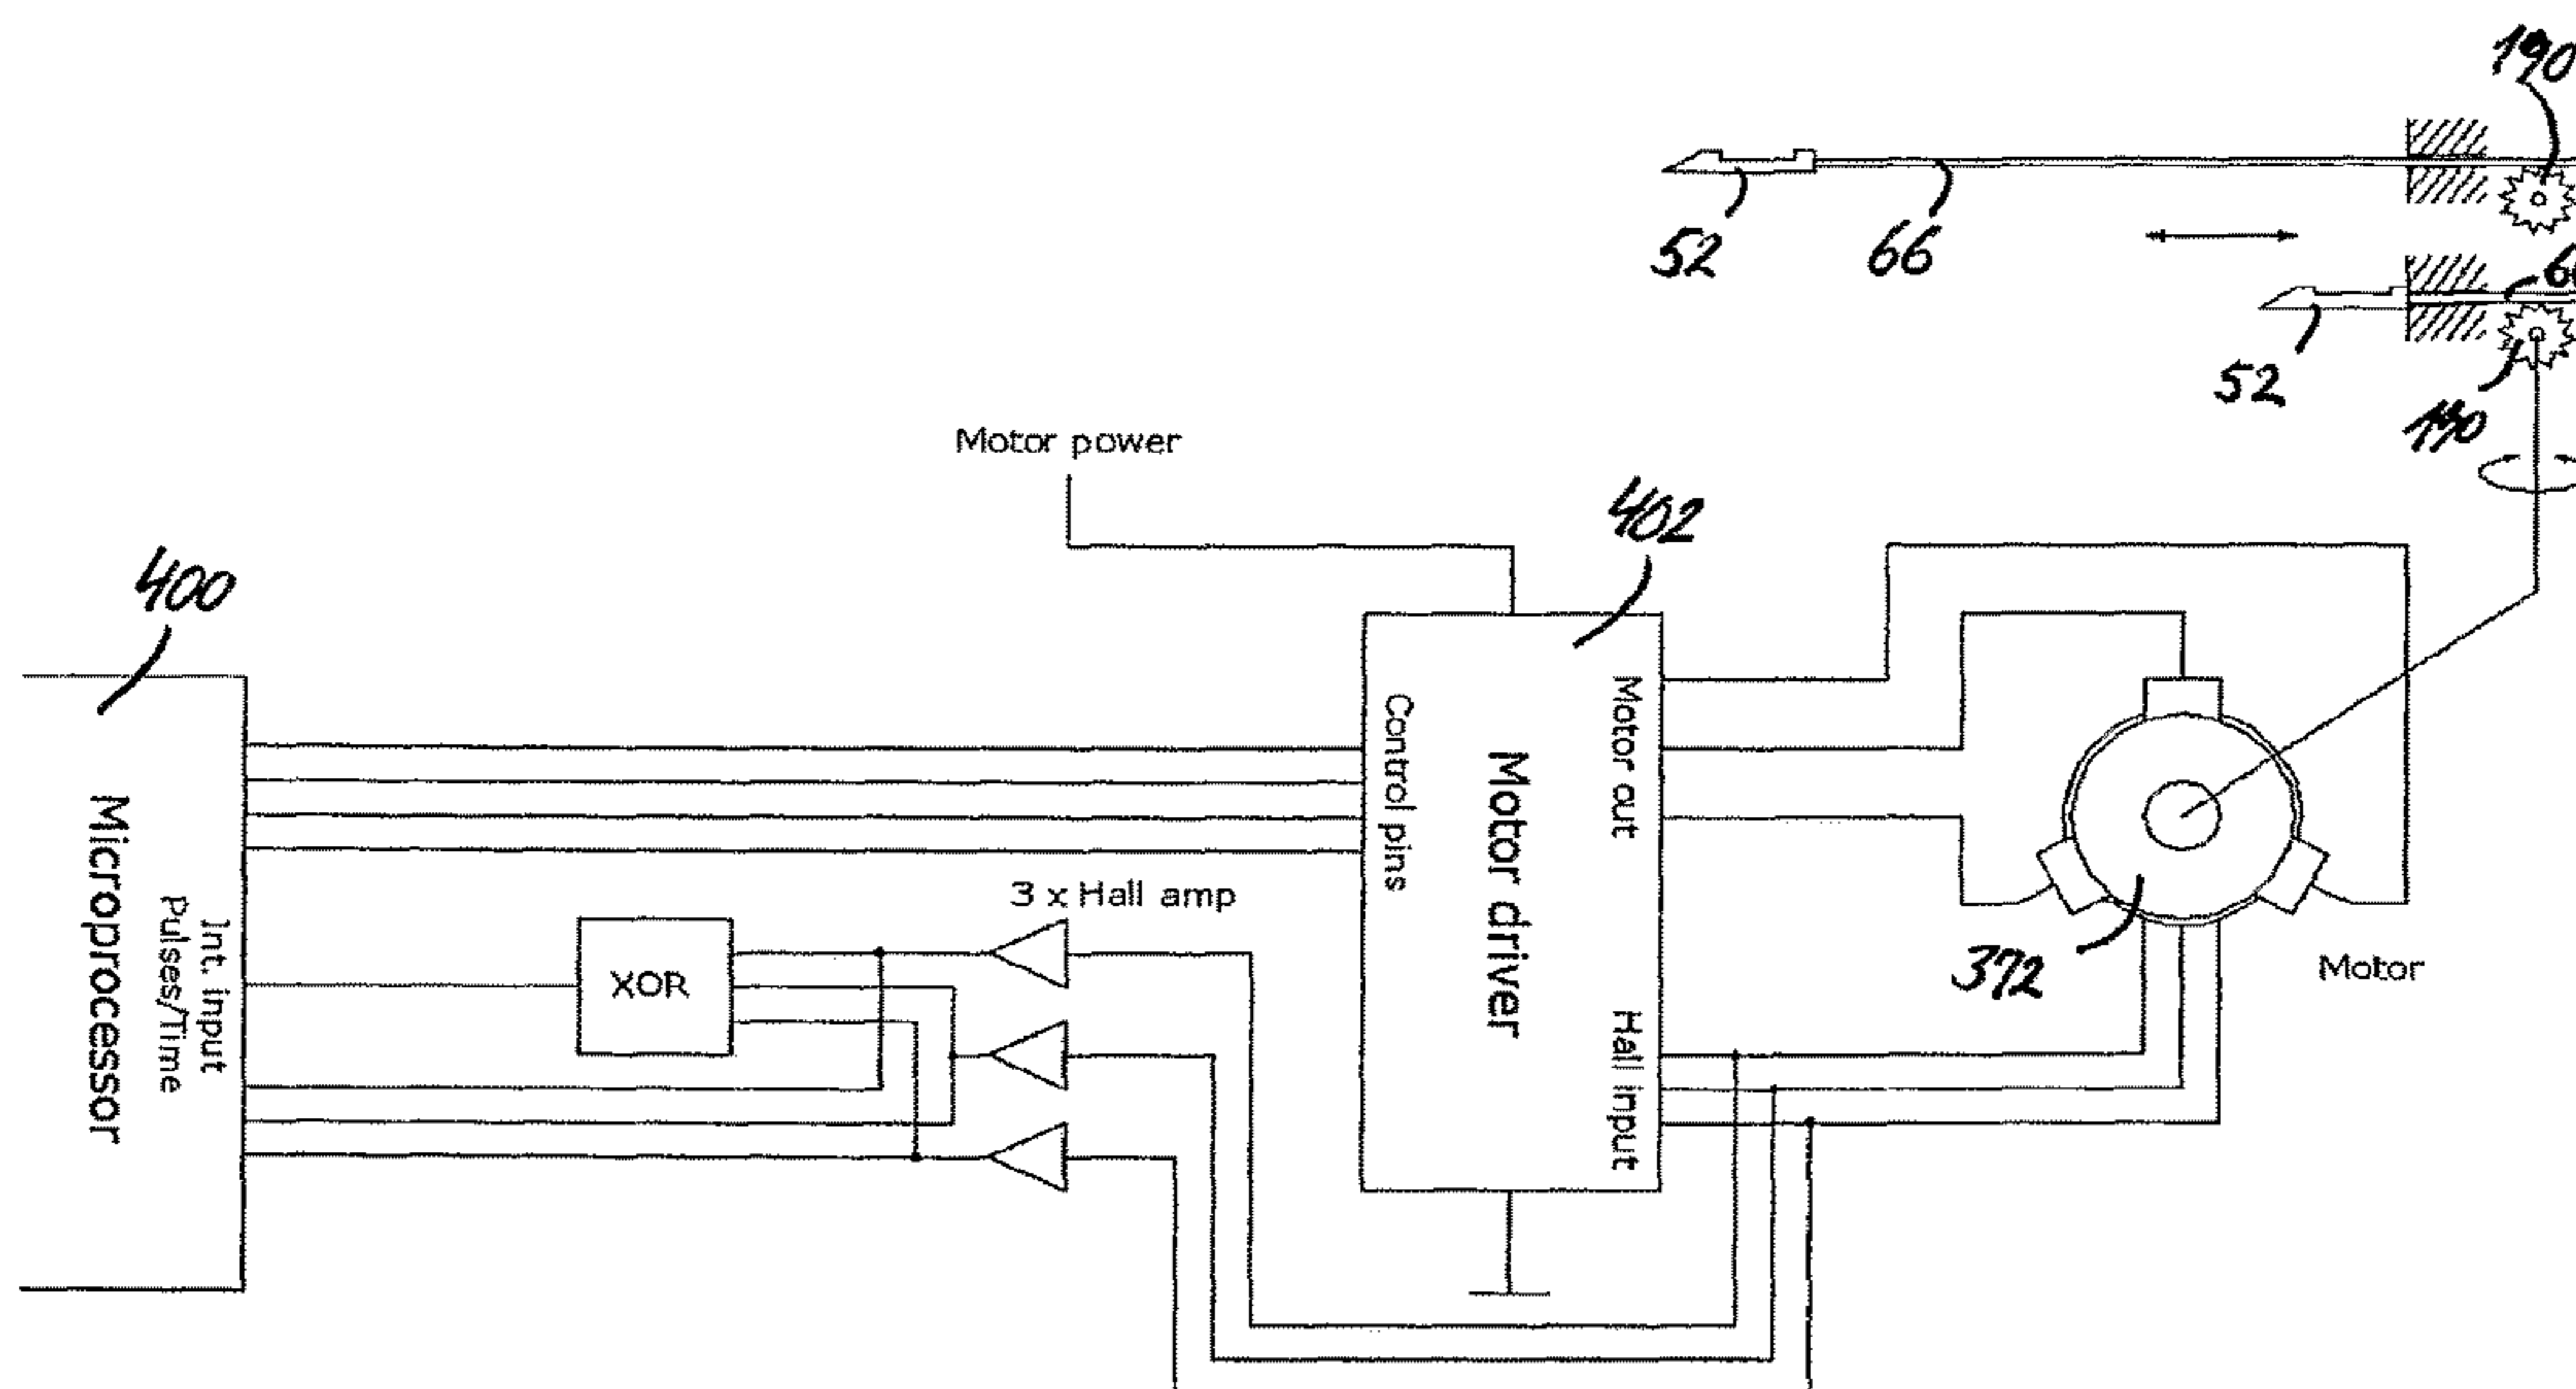 190
52
66
52
190
Motor power
402
400
Control pins
Motor out
Motor driver
3 x Hall amp
Microprocessor
Int. input
Pulses/Time
XOR
372
Motor
Hall input